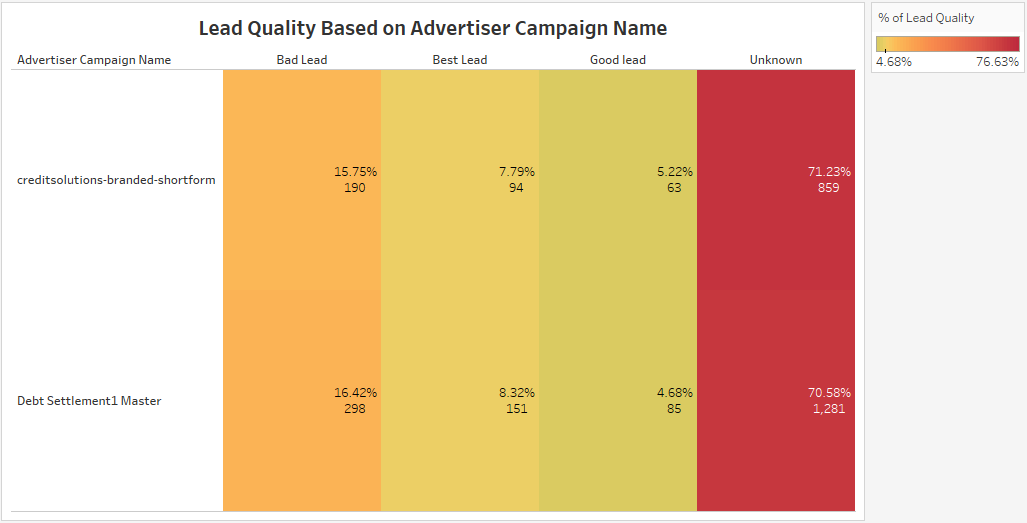 Lead Quality Based on Advertiser Campaign Name
% of Lead Quality
4.68% 76.63%
Advertiser Campaign Name Bad Lead Best Lead Good lead Unknown
creditsolutions-branded-shortform
15.75% 7.79% 5.22% 71.23%
190 94 63 859
Debt Settlement1 Master
16.42% 8.32% 4.68% 70.58%
298 151 85 1,281